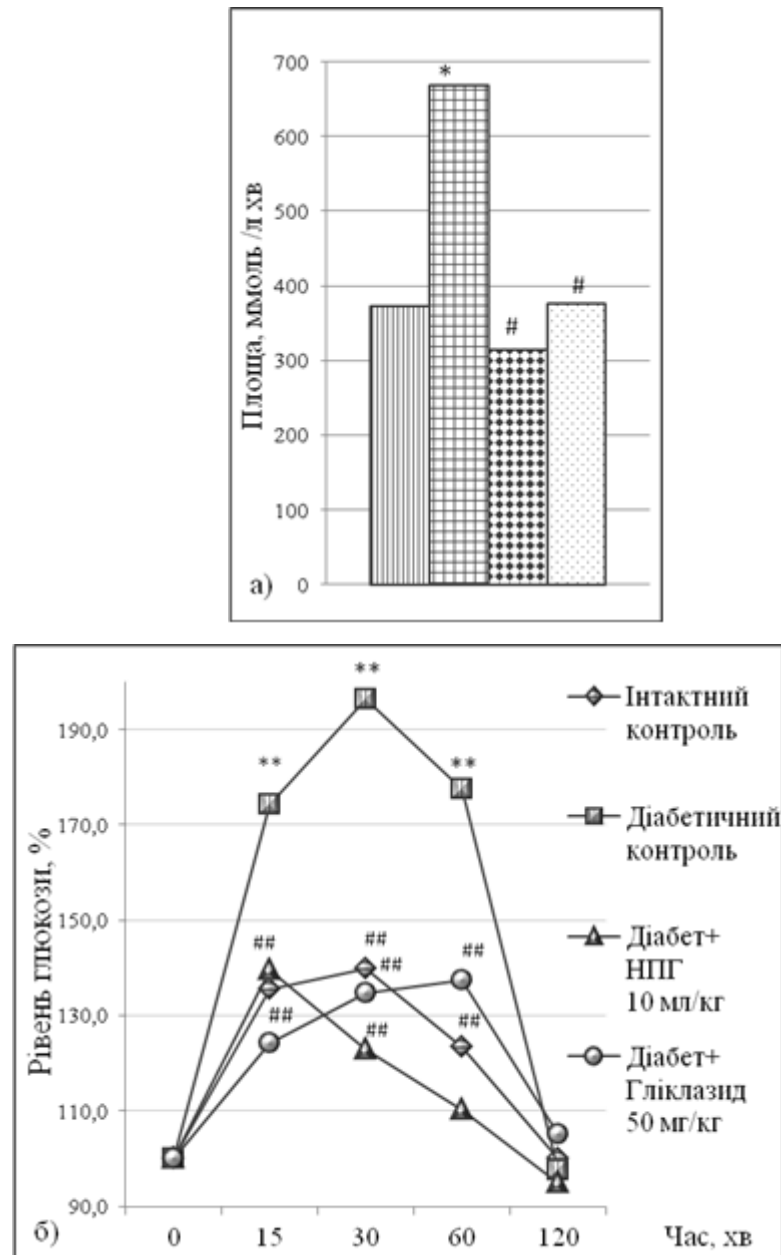 700
600
500
400
300
200
100
0
Площа, ммоль /л хв
*
#
#
а)
190,0
170,0
150,0
130,0
110,0
90,0
Рівень глюкози, %
**
**
**
##
##
##
##
##
##
##
Інтактний
контроль
Діабетичний
контроль
Діабет+
НПГ
10 мл/кг
Діабет+
Гліклазид
50 мг/кг
б)
0 15 30 60 120 Час, хв